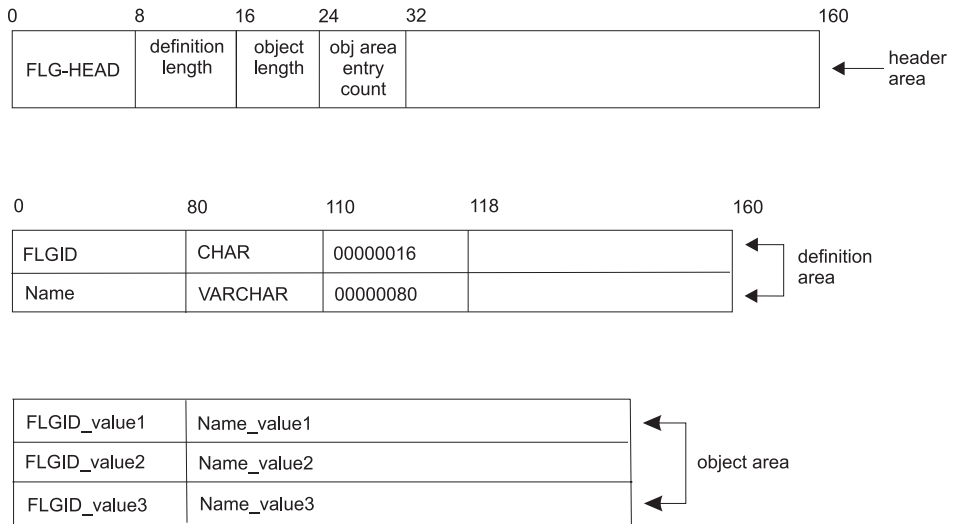 0 8 16 24 32 160
FLG-HEAD
definition
length
object
length
obj area
entry
count
header
area
0 80 110 118 160
FLGID CHAR 00000016
Name VARCHAR 00000080
definition
area
FLGID_value1 Name_value1
FLGID_value2 Name_value2
FLGID_value3 Name_value3
object area